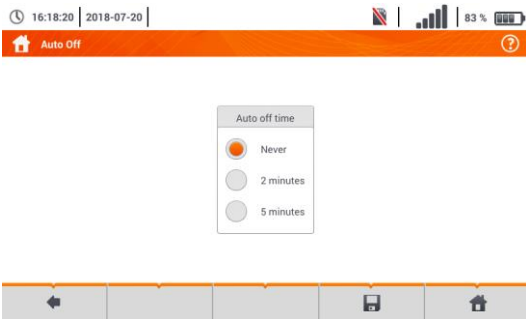 16:18:20 2018-07-20 83 %
Auto Off ?
Auto off time
Never
2 minutes
5 minutes